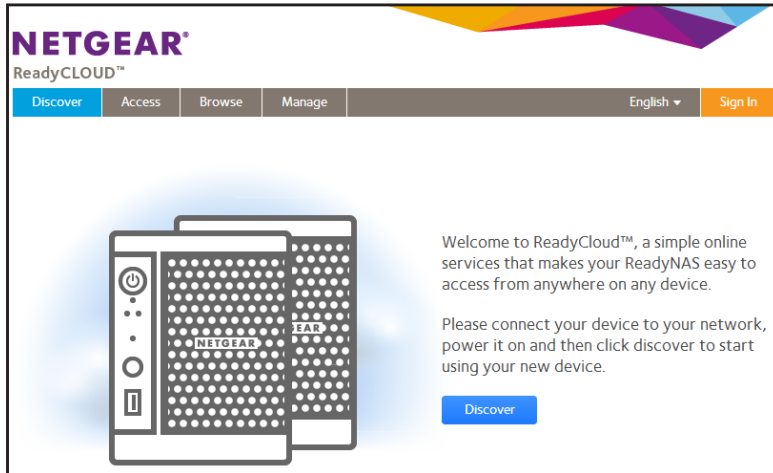 NETGEAR®
ReadyCLOUD™
Discover Access Browse Manage English Sign In
Welcome to ReadyCloud™, a simple online
services that makes your ReadyNAS easy to
access from anywhere on any device.
Please connect your device to your network,
power it on and then click discover to start
using your new device.
Discover
NETGEAR
EAR